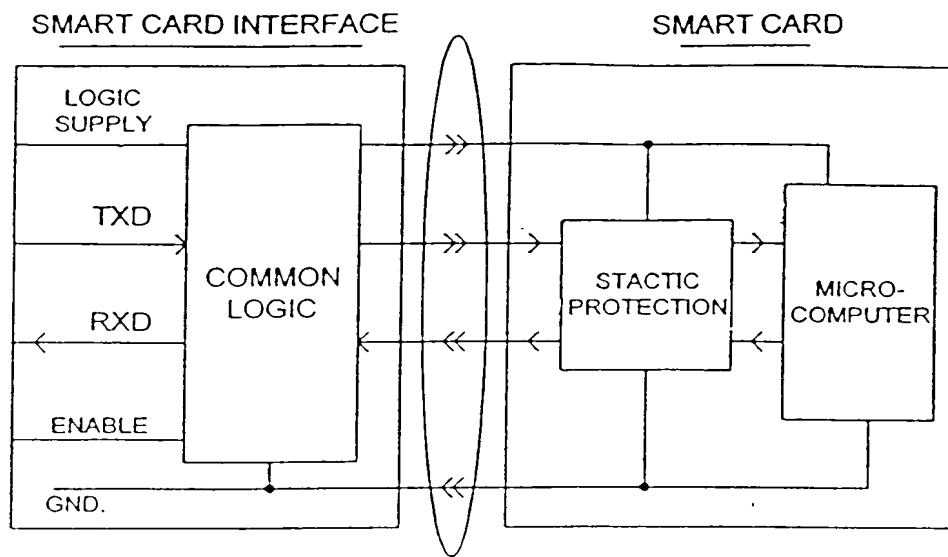 SMART CARD INTERFACE
SMART CARD
LOGIC
SUPPLY
TXD
RXD
ENABLE
GND.
COMMON
LOGIC
STACTIC
PROTECTION
MICRO-
COMPUTER